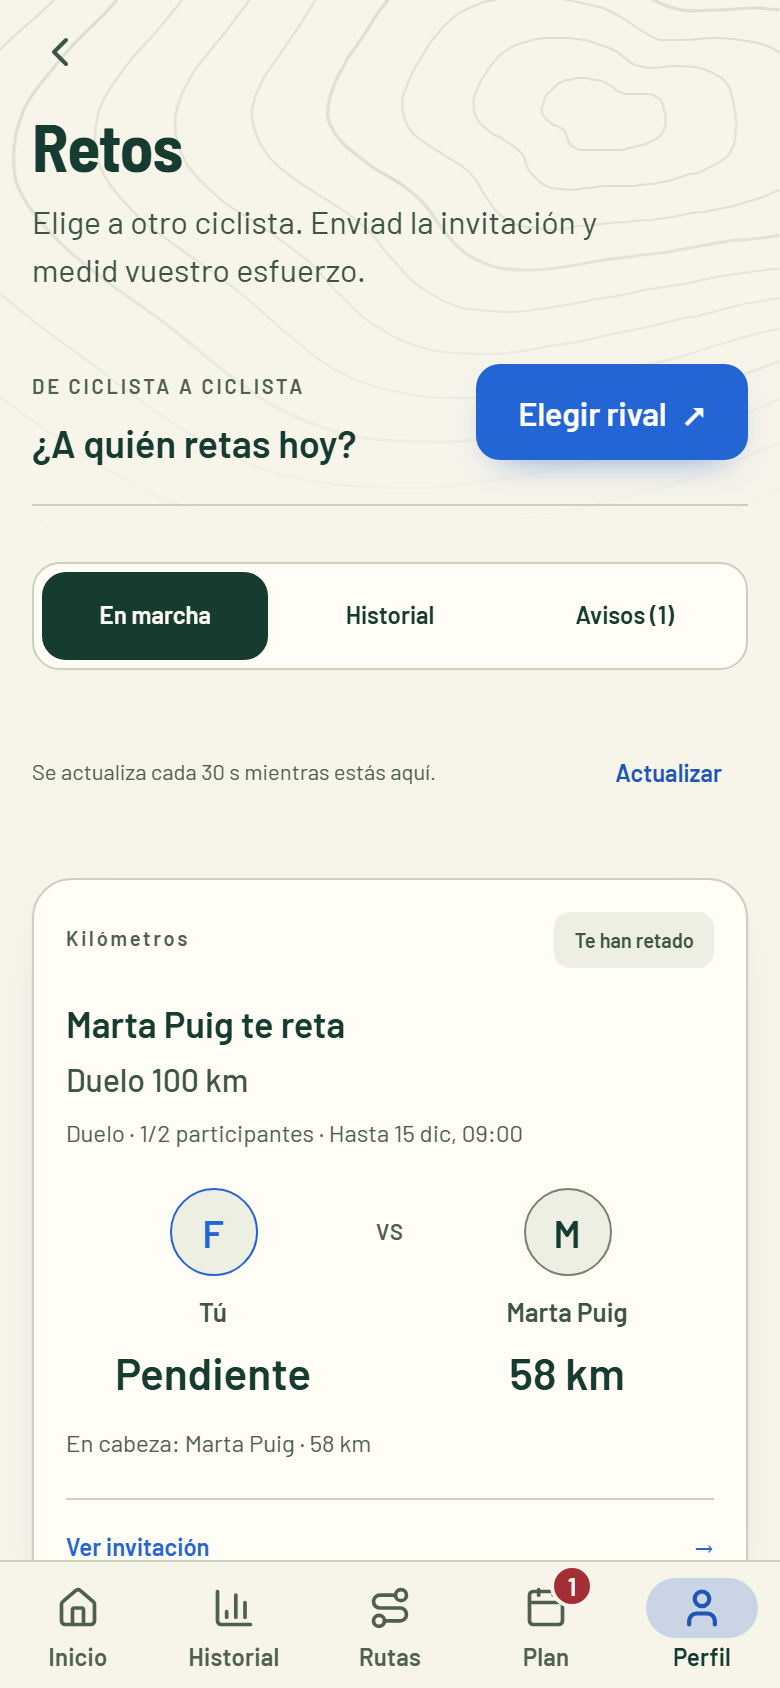 Retos
Elige a otro ciclista. Enviad la invitación y
medid vuestro esfuerzo.
DE CICLISTA A CICLISTA
¿A quién retas hoy?
Elegir rival ↗
En marcha
Historial
Avisos (1)
Se actualiza cada 30 s mientras estás aquí.
Actualizar
Kilómetros
Te han retado
Marta Puig te reta
Duelo 100 km
Duelo · 1/2 participantes · Hasta 15 dic, 09:00
F
VS
M
Tú
Marta Puig
Pendiente
58 km
En cabeza: Marta Puig · 58 km
Ver invitación →
1
Inicio
Historial
Rutas
Plan
Perfil